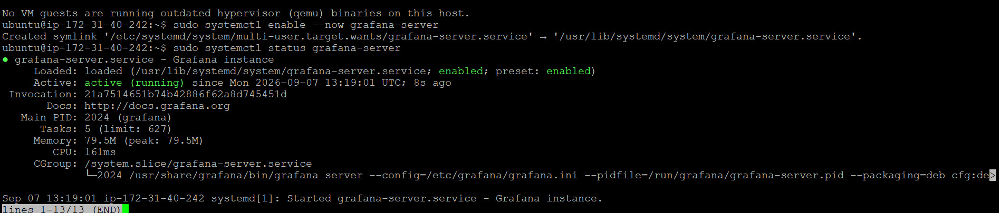 No VM guests are running outdated hypervisor (qemu) binaries on this host.
ubuntu@ip-172-31-40-242:~$ sudo systemctl enable --now grafana-server
Created symlink '/etc/systemd/system/multi-user.target.wants/grafana-server.service' → '/usr/lib/systemd/system/grafana-server.service'.
ubuntu@ip-172-31-40-242:~$ sudo systemctl status grafana-server
● grafana-server.service - Grafana instance
     Loaded: loaded (/usr/lib/systemd/system/grafana-server.service; enabled; preset: enabled)
     Active: active (running) since Mon 2026-09-07 13:19:01 UTC; 8s ago
 Invocation: 21a7514651b74b42886f62a8d745451d
       Docs: http://docs.grafana.org
   Main PID: 2024 (grafana)
      Tasks: 5 (limit: 627)
     Memory: 79.5M (peak: 79.5M)
        CPU: 161ms
     CGroup: /system.slice/grafana-server.service
             └─2024 /usr/share/grafana/bin/grafana server --config=/etc/grafana/grafana.ini --pidfile=/run/grafana/grafana-server.pid --packaging=deb cfg:de>
Sep 07 13:19:01 ip-172-31-40-242 systemd[1]: Started grafana-server.service - Grafana instance.
lines 1-13/13 (END)